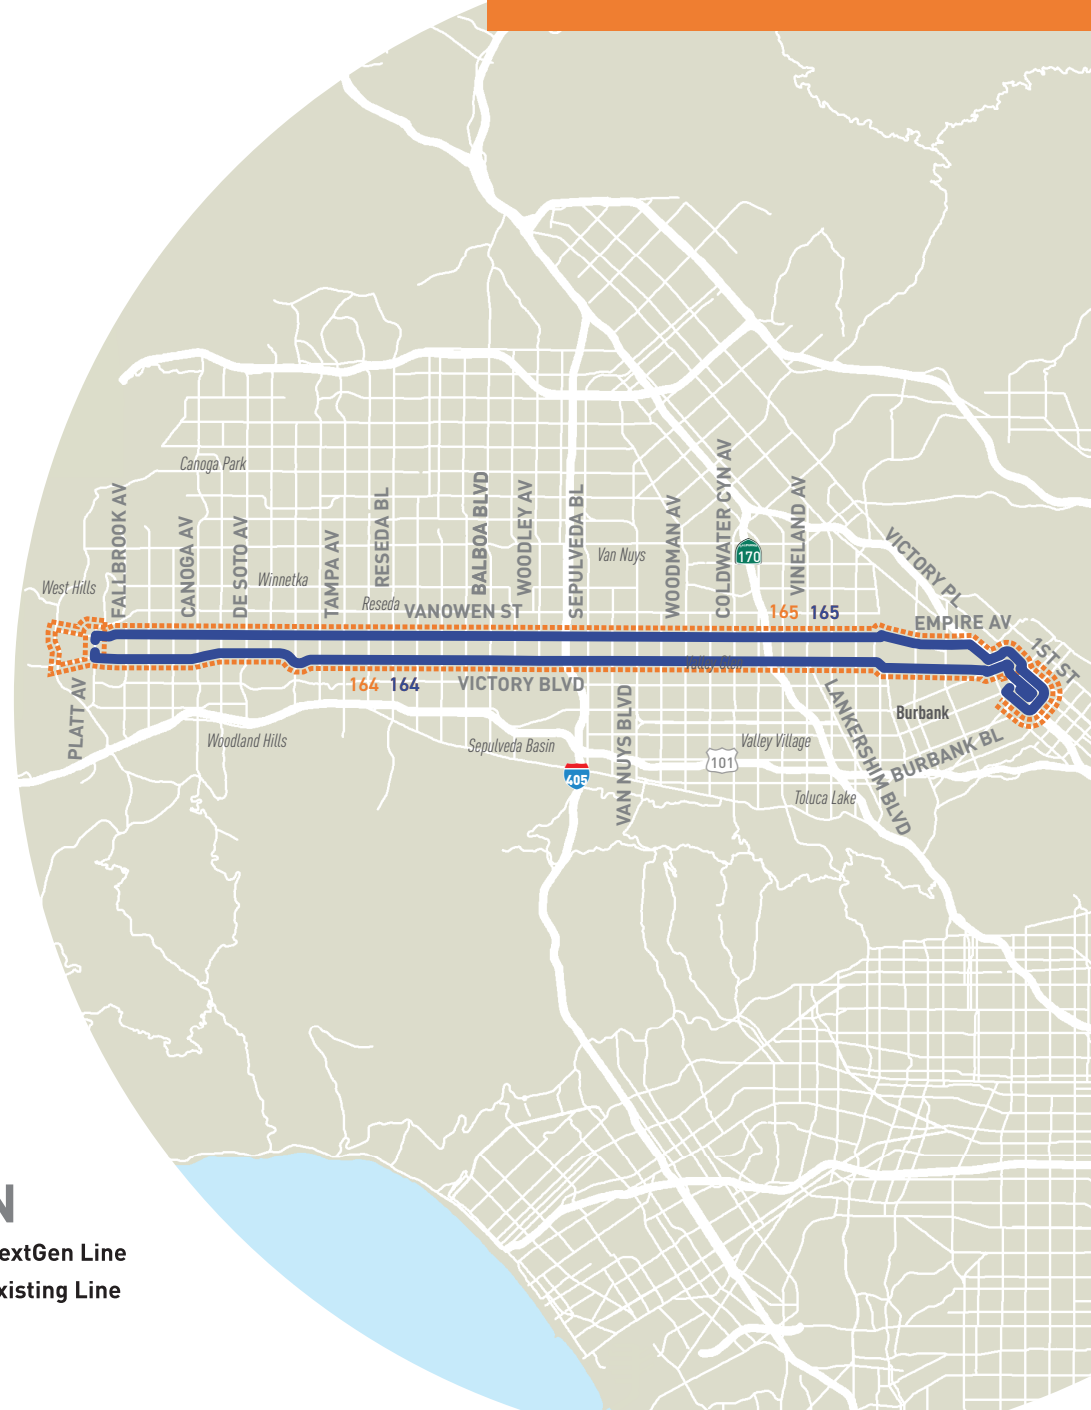 Canoga Park
West Hills
FALLBROOK AV
CANOGA AV
DE SOTO AV
Winnetka
TAMPA AV
RESEDA BL
Reseda
BALBOA BLVD
WOODLEY AV
SEPULVEDA BL
Van Nuys
WOODMAN AV
COLDWATER CYN AV
170
VINELAND AV
VICTORY PL
VANOWEN ST
165 165
EMPIRE AV
1ST ST
Valley Glen
164 164
VICTORY BLVD
PLATT AV
Woodland Hills
Sepulveda Basin
405
VAN NUYS BLVD
101
Valley Village
Toluca Lake
LANKERSHIM BLVD
Burbank
BURBANK BL
N
extGen Line
xisting Line